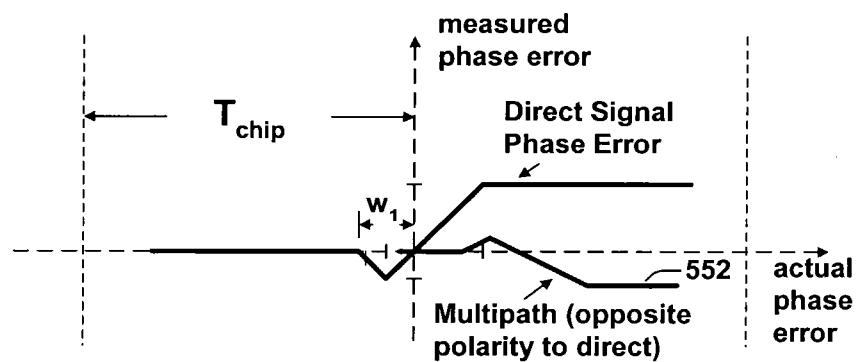 measured
phase error
T chip
Direct Signal
Phase Error
w 1
552
actual
phase
error
Multipath (opposite
polarity to direct)